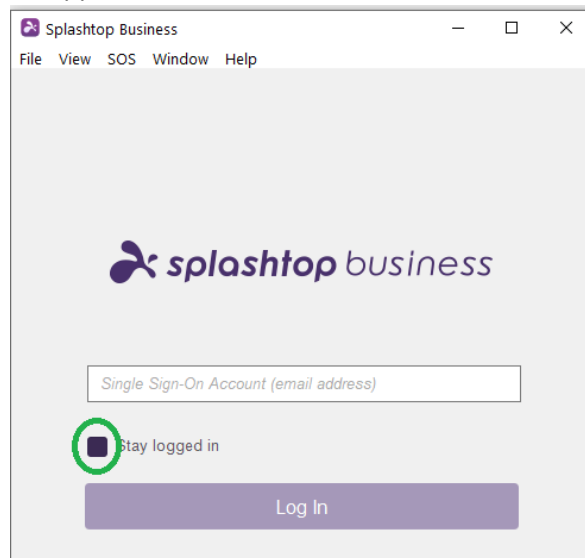 Splashtop Business
File View SOS Window Help
splashtop business
Single Sign-On Account (email address)
Stay logged in
Log In